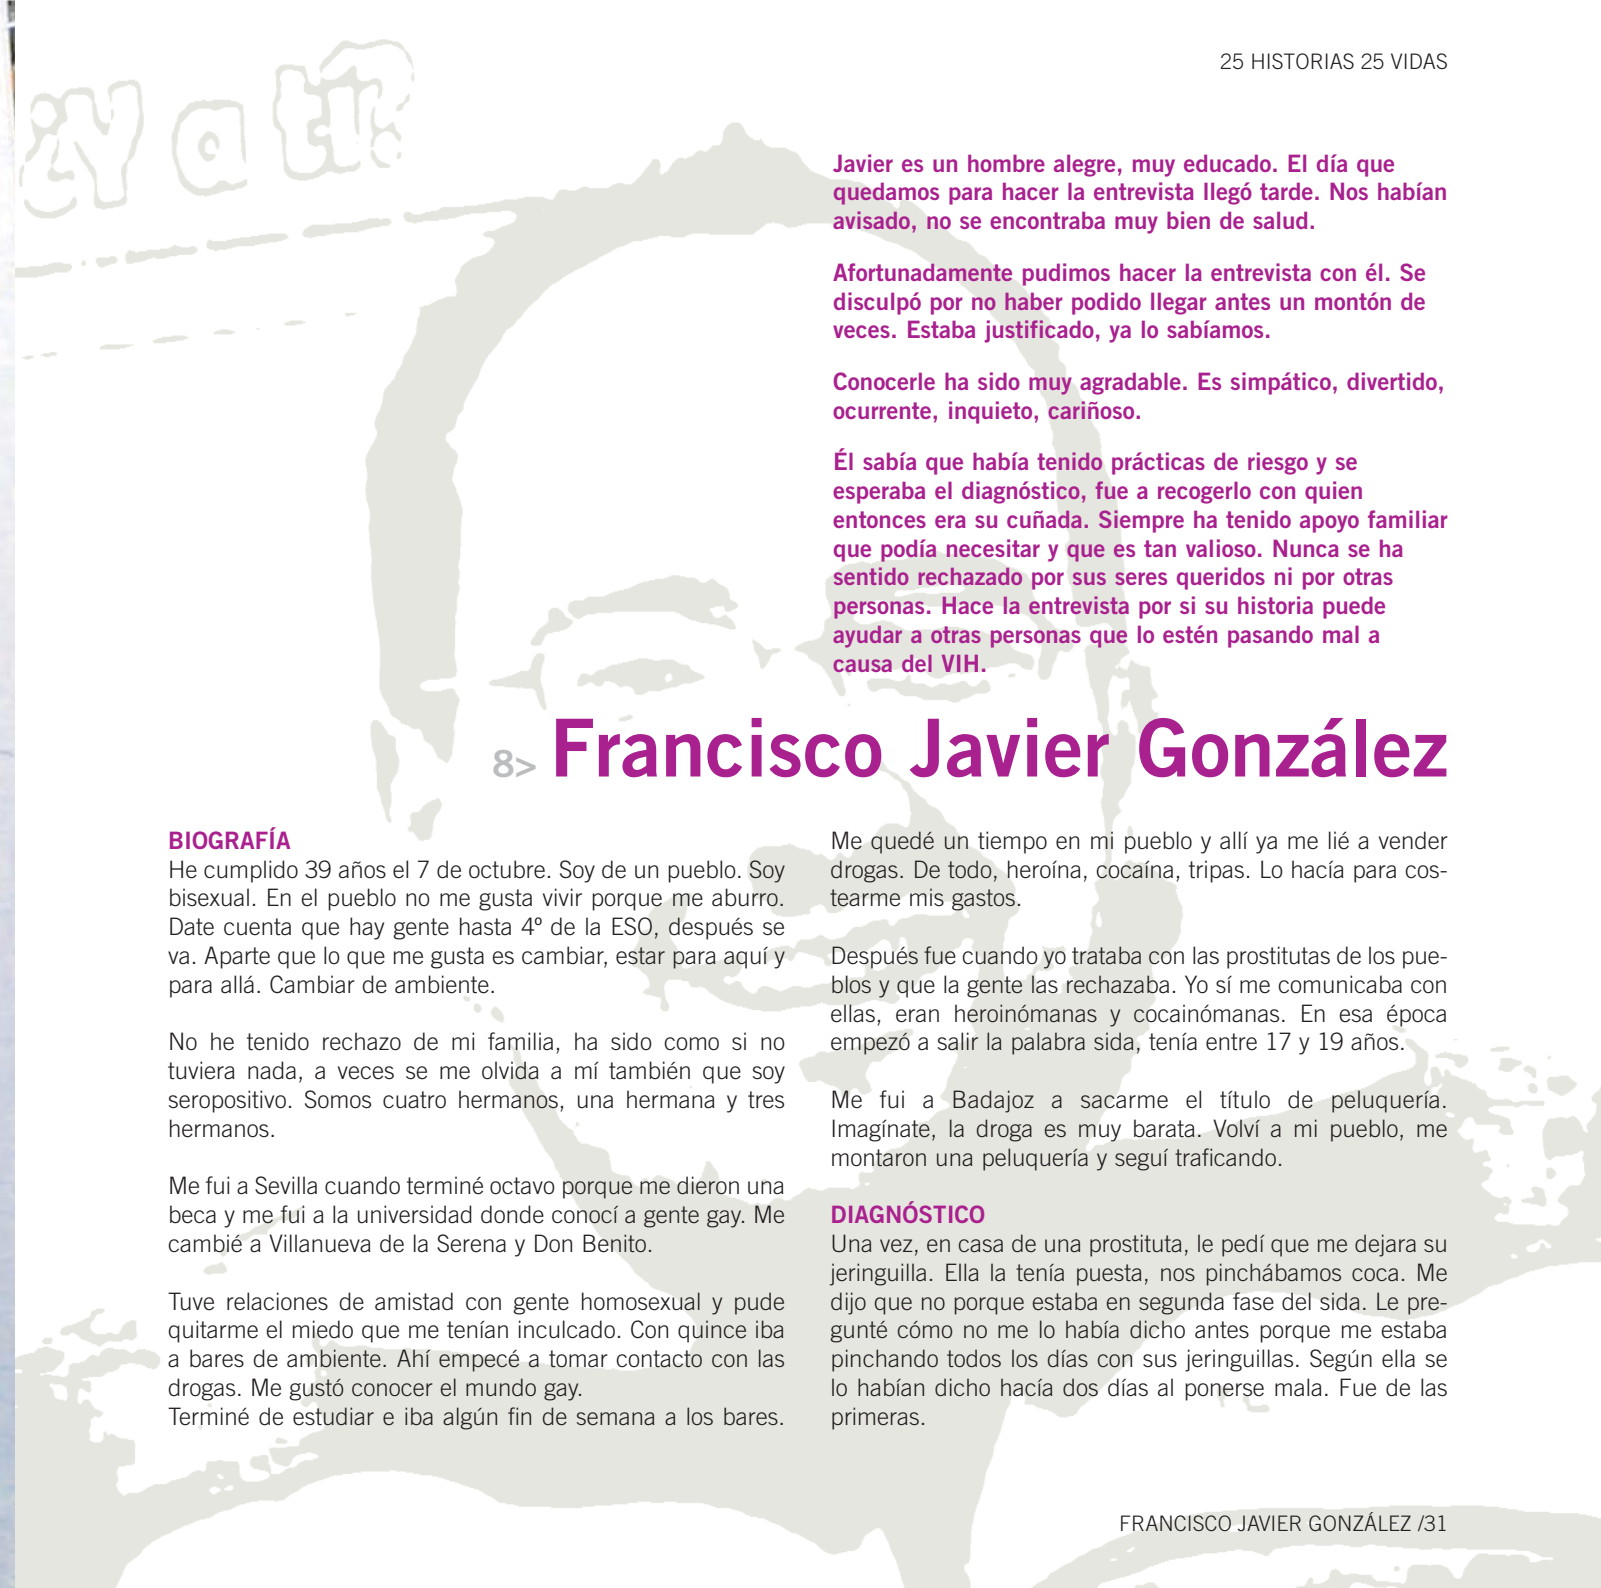 ¿Y a ti?
25 HISTORIAS 25 VIDAS
Javier es un hombre alegre, muy educado. El día que
quedamos para hacer la entrevista llegó tarde. Nos habían
avisado, no se encontraba muy bien de salud.
Afortunadamente pudimos hacer la entrevista con él. Se
disculpó por no haber podido llegar antes un montón de
veces. Estaba justificado, ya lo sabíamos.
Conocerle ha sido muy agradable. Es simpático, divertido,
ocurrente, inquieto, cariñoso.
Él sabía que había tenido prácticas de riesgo y se
esperaba el diagnóstico, fue a recogerlo con quien
entonces era su cuñada. Siempre ha tenido apoyo familiar
que podía necesitar y que es tan valioso. Nunca se ha
sentido rechazado por sus seres queridos ni por otras
personas. Hace la entrevista por si su historia puede
ayudar a otras personas que lo estén pasando mal a
causa del VIH.
8> Francisco Javier González
BIOGRAFÍA
He cumplido 39 años el 7 de octubre. Soy de un pueblo. Soy
bisexual. En el pueblo no me gusta vivir porque me aburro.
Date cuenta que hay gente hasta 4º de la ESO, después se
va. Aparte que lo que me gusta es cambiar, estar para aquí y
para allá. Cambiar de ambiente.
No he tenido rechazo de mi familia, ha sido como si no
tuviera nada, a veces se me olvida a mí también que soy
seropositivo. Somos cuatro hermanos, una hermana y tres
hermanos.
Me fui a Sevilla cuando terminé octavo porque me dieron una
beca y me fui a la universidad donde conocí a gente gay. Me
cambié a Villanueva de la Serena y Don Benito.
Tuve relaciones de amistad con gente homosexual y pude
quitarme el miedo que me tenían inculcado. Con quince iba
a bares de ambiente. Ahí empecé a tomar contacto con las
drogas. Me gustó conocer el mundo gay.
Terminé de estudiar e iba algún fin de semana a los bares.
Me quedé un tiempo en mi pueblo y allí ya me lié a vender
drogas. De todo, heroína, cocaína, tripas. Lo hacía para cos-
tearme mis gastos.
Después fue cuando yo trataba con las prostitutas de los pue-
blos y que la gente las rechazaba. Yo sí me comunicaba con
ellas, eran heroinómanas y cocainómanas. En esa época
empezó a salir la palabra sida, tenía entre 17 y 19 años.
Me fui a Badajoz a sacarme el título de peluquería.
Imagínate, la droga es muy barata. Volví a mi pueblo, me
montaron una peluquería y seguí traficando.
DIAGNÓSTICO
Una vez, en casa de una prostituta, le pedí que me dejara su
jeringuilla. Ella la tenía puesta, nos pinchábamos coca. Me
dijo que no porque estaba en segunda fase del sida. Le pre-
gunté cómo no me lo había dicho antes porque me estaba
pinchando todos los días con sus jeringuillas. Según ella se
lo habían dicho hacía dos días al ponerse mala. Fue de las
primeras.
FRANCISCO JAVIER GONZÁLEZ /31